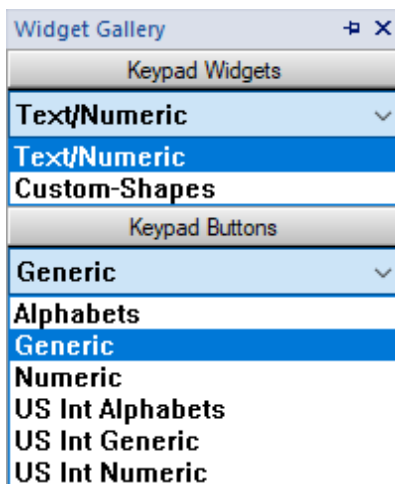 Widget Gallery
Keypad Widgets
Text/Numeric
Text/Numeric
Custom-Shapes
Keypad Buttons
Generic
Alphabets
Generic
Numeric
US Int Alphabets
US Int Generic
US Int Numeric